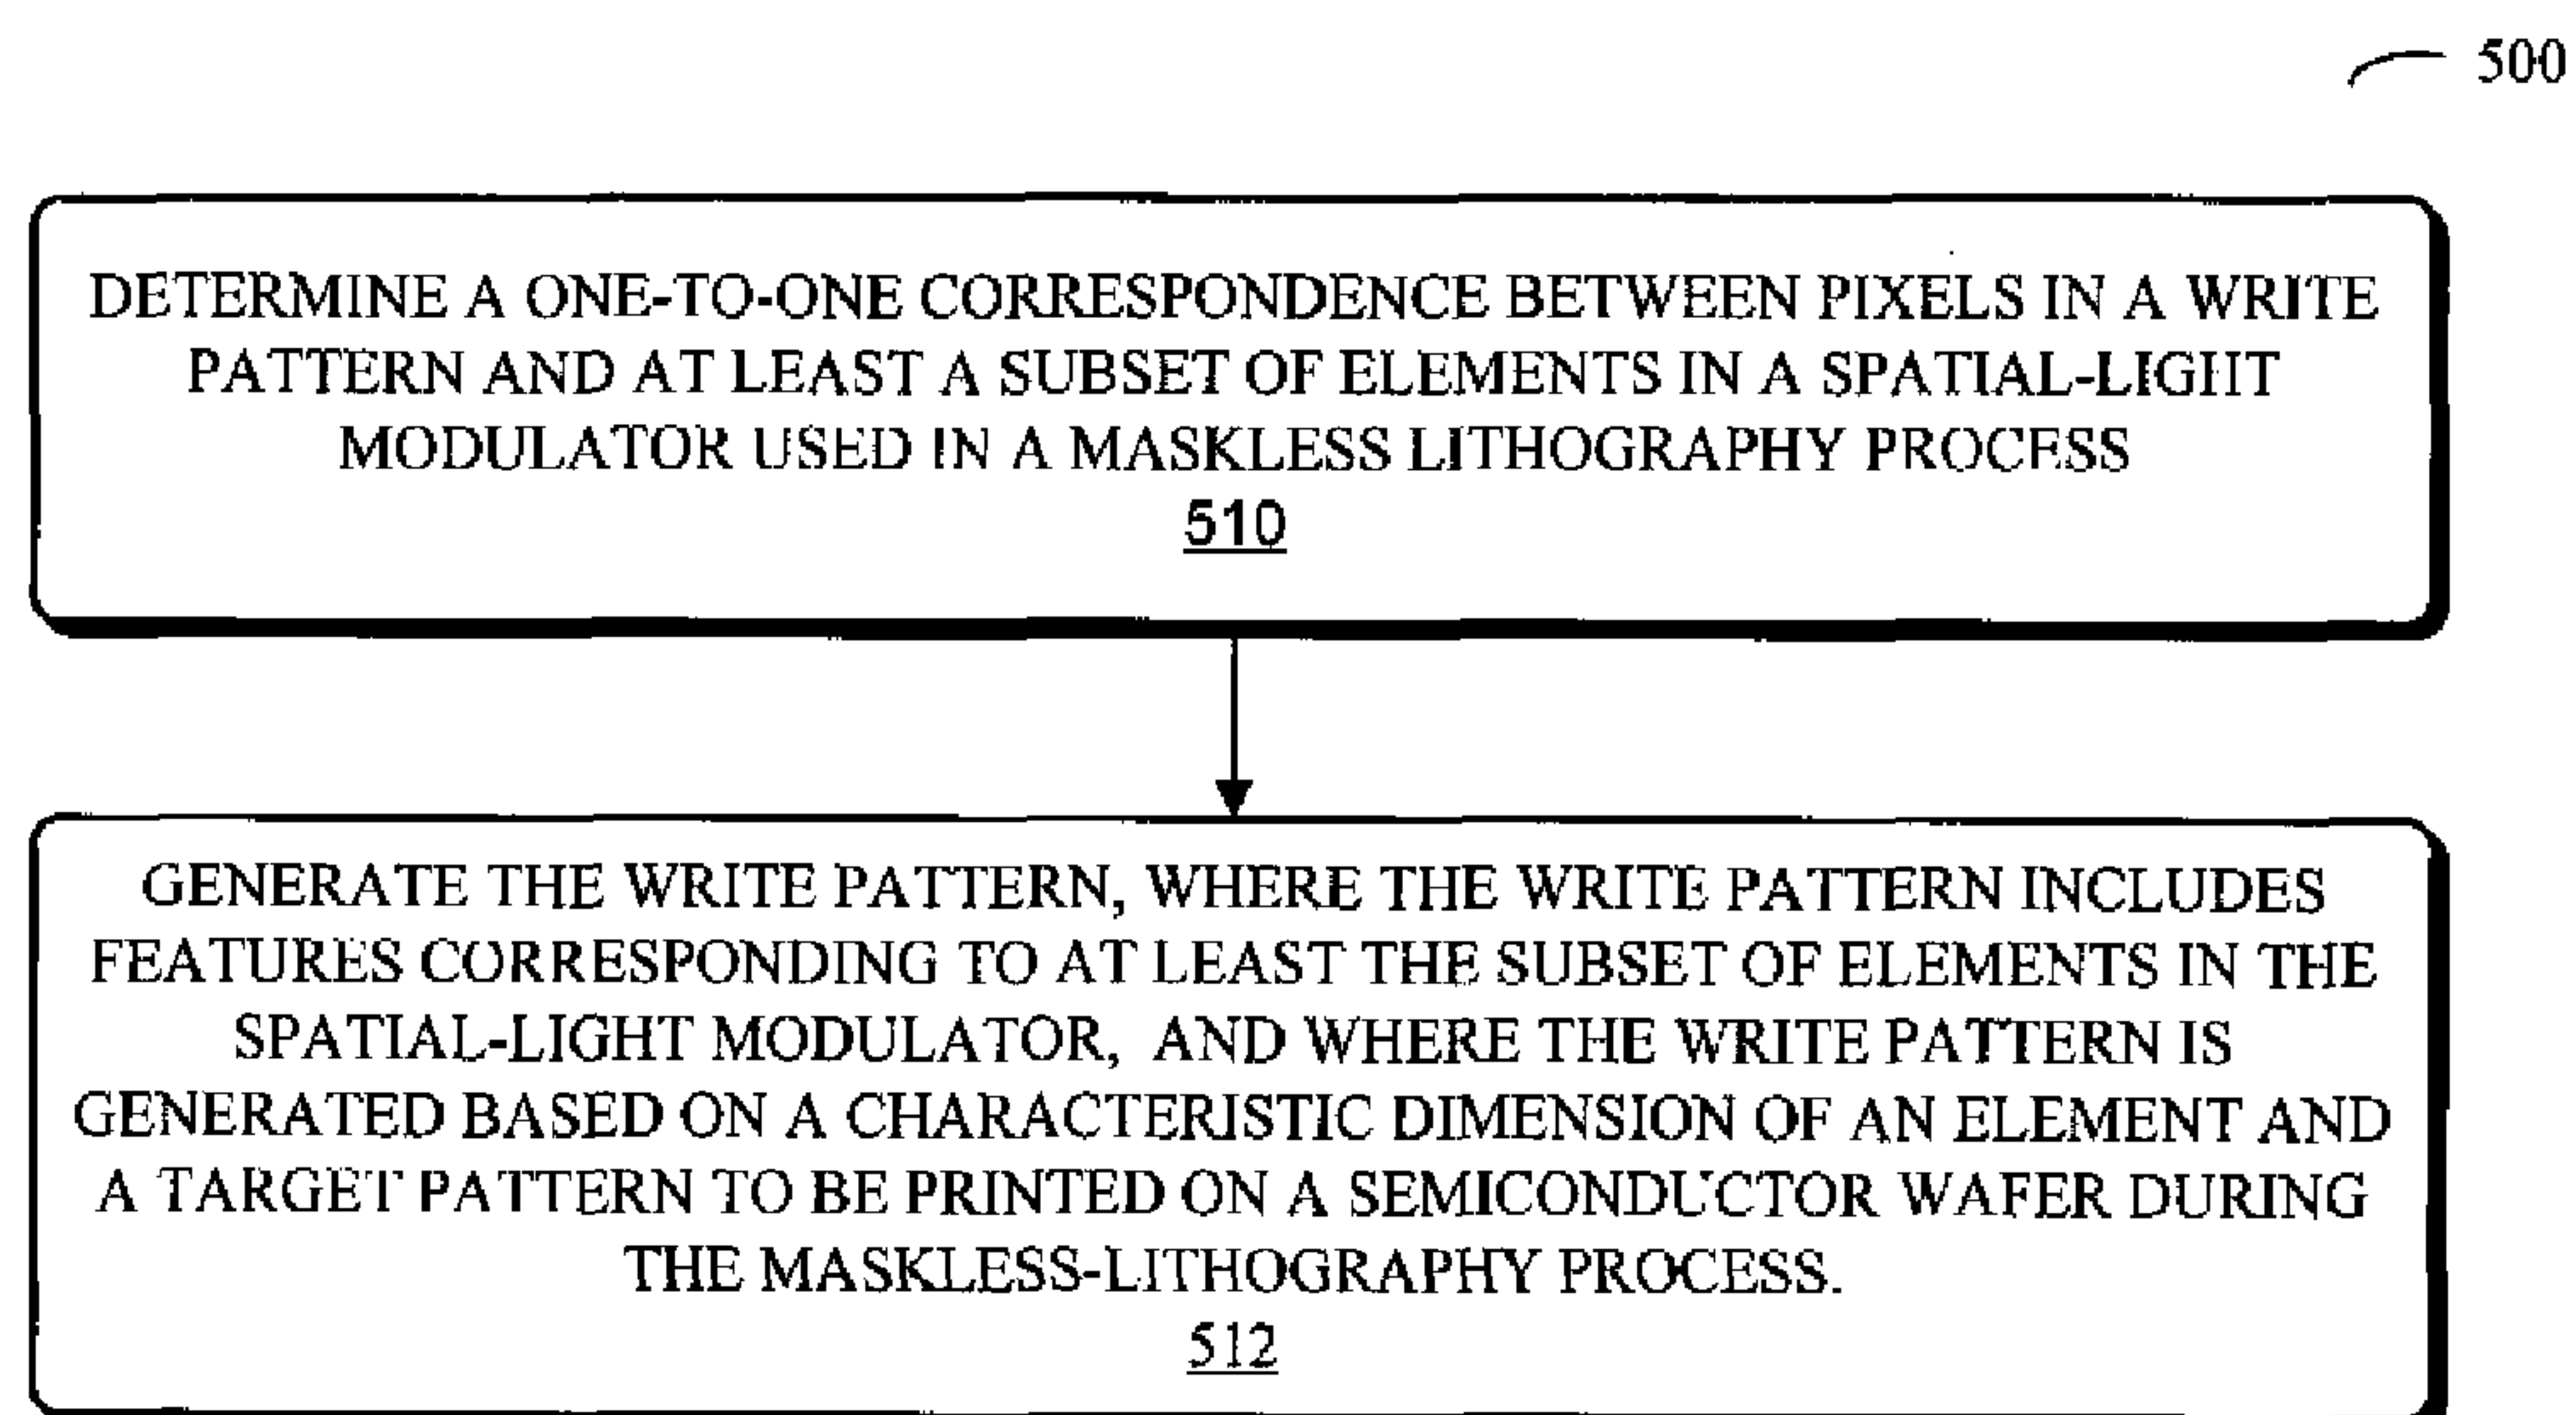 500
DETERMINE A ONE-TO-ONE CORRESPONDENCE BETWEEN PIXELS IN A WRITE
PATTERN AND AT LEAST A SUBSET OF ELEMENTS IN A SPATIAL-LIGHT
MODULATOR USED IN A MASKLESS LITHOGRAPHY PROCESS
510
GENERATE THE WRITE PATTERN, WHERE THE WRITE PATTERN INCLUDES
FEATURES CORRESPONDING TO AT LEAST THE SUBSET OF ELEMENTS IN THE
SPATIAL-LIGHT MODULATOR, AND WHERE THE WRITE PATTERN IS
GENERATED BASED ON A CHARACTERISTIC DIMENSION OF AN ELEMENT AND
A TARGET PATTERN TO BE PRINTED ON A SEMICONDUCTOR WAFER DURING
THE MASKLESS-LITHOGRAPHY PROCESS.
512